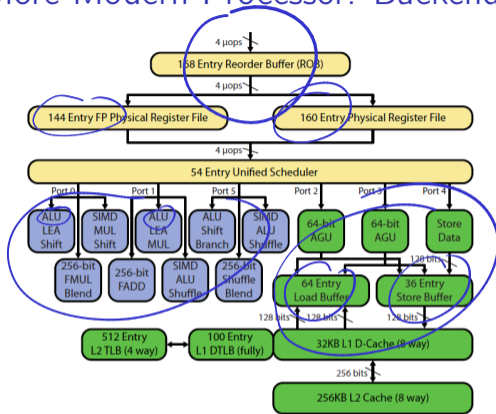 more Modern Processor: Backend
4 μops
168 Entry Reorder Buffer (ROB)
4 μops
144 Entry FP Physical Register File
160 Entry Physical Register File
4 μops
54 Entry Unified Scheduler
Port 0
Port 1
Port 5
Port 2
Port 3
Port 4
ALU LEA Shift
SIMD MUL Shift
ALU LEA MUL
ALU Shift Branch
SIMD ALU Shuffle
64-bit AGU
64-bit AGU
Store Data
256-bit FMUL Blend
256-bit FADD
SIMD ALU Shuffle
256-bit Shuffle Blend
128 bits
64 Entry Load Buffer
36 Entry Store Buffer
128 bits
128 bits
128 bits
512 Entry L2 TLB (4 way)
100 Entry L1 DTLB (fully)
32KB L1 D-Cache (8 way)
256 bits
256KB L2 Cache (8 way)